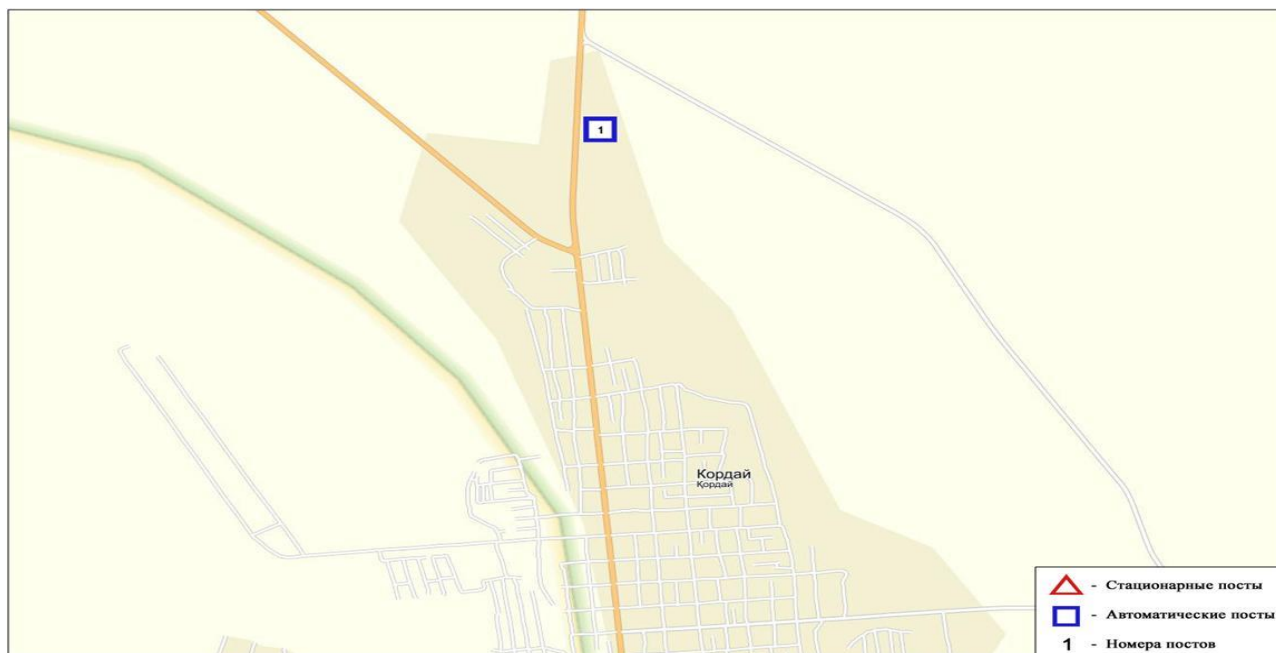 1
Кордай
Қордай
- Стационарные посты
- Автоматические посты
1 - Номера постов